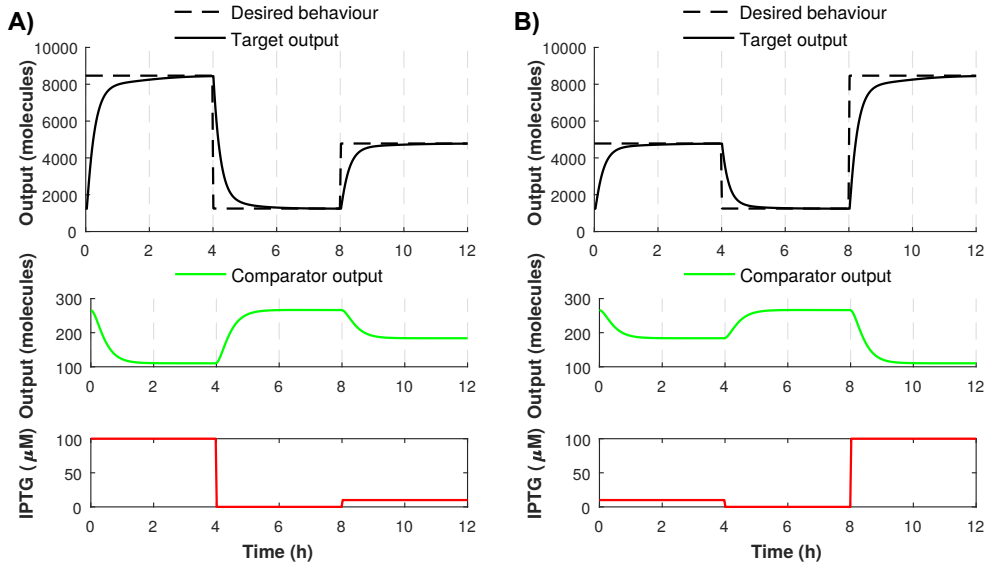 A)
Desired behaviour
Target output
Output (molecules)
10000
8000
6000
4000
2000
0
0 2 4 6 8 10 12
Comparator output
Output (molecules)
300
200
100
0 2 4 6 8 10 12
IPTG ( μM)
100
50
0
0 2 4 6 8 10 12
Time (h)
B)
Desired behaviour
Target output
Output (molecules)
10000
8000
6000
4000
2000
0
0 2 4 6 8 10 12
Comparator output
Output (molecules)
300
200
100
0 2 4 6 8 10 12
IPTG ( μM)
100
50
0
0 2 4 6 8 10 12
Time (h)